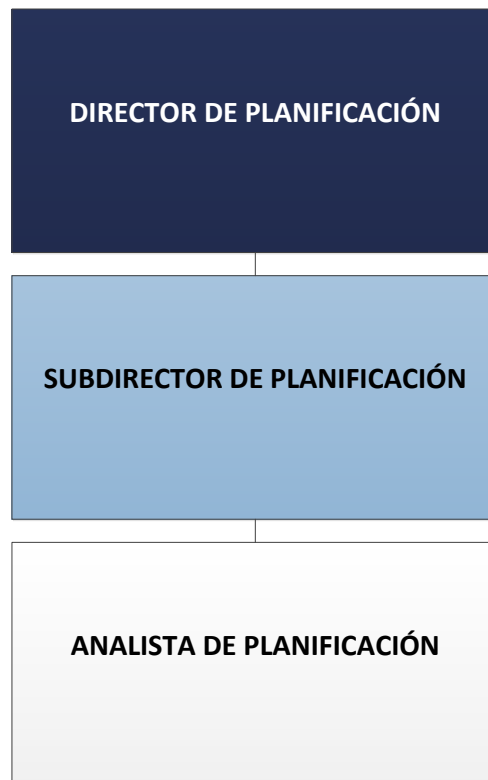 DIRECTOR DE PLANIFICACIÓN
SUBDIRECTOR DE PLANIFICACIÓN
ANALISTA DE PLANIFICACIÓN